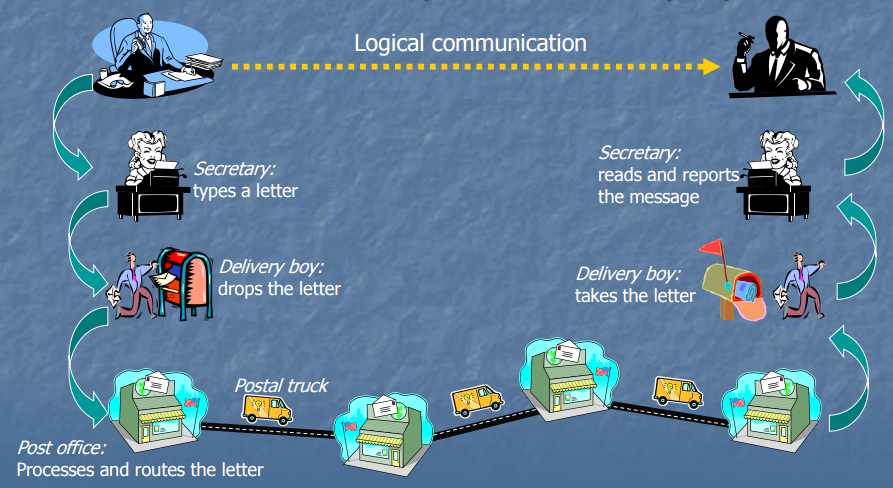 Logical communication
Secretary:
types a letter
Secretary:
reads and reports
the message
Delivery boy:
drops the letter
Delivery boy:
takes the letter
Postal truck
Post office:
Processes and routes the letter